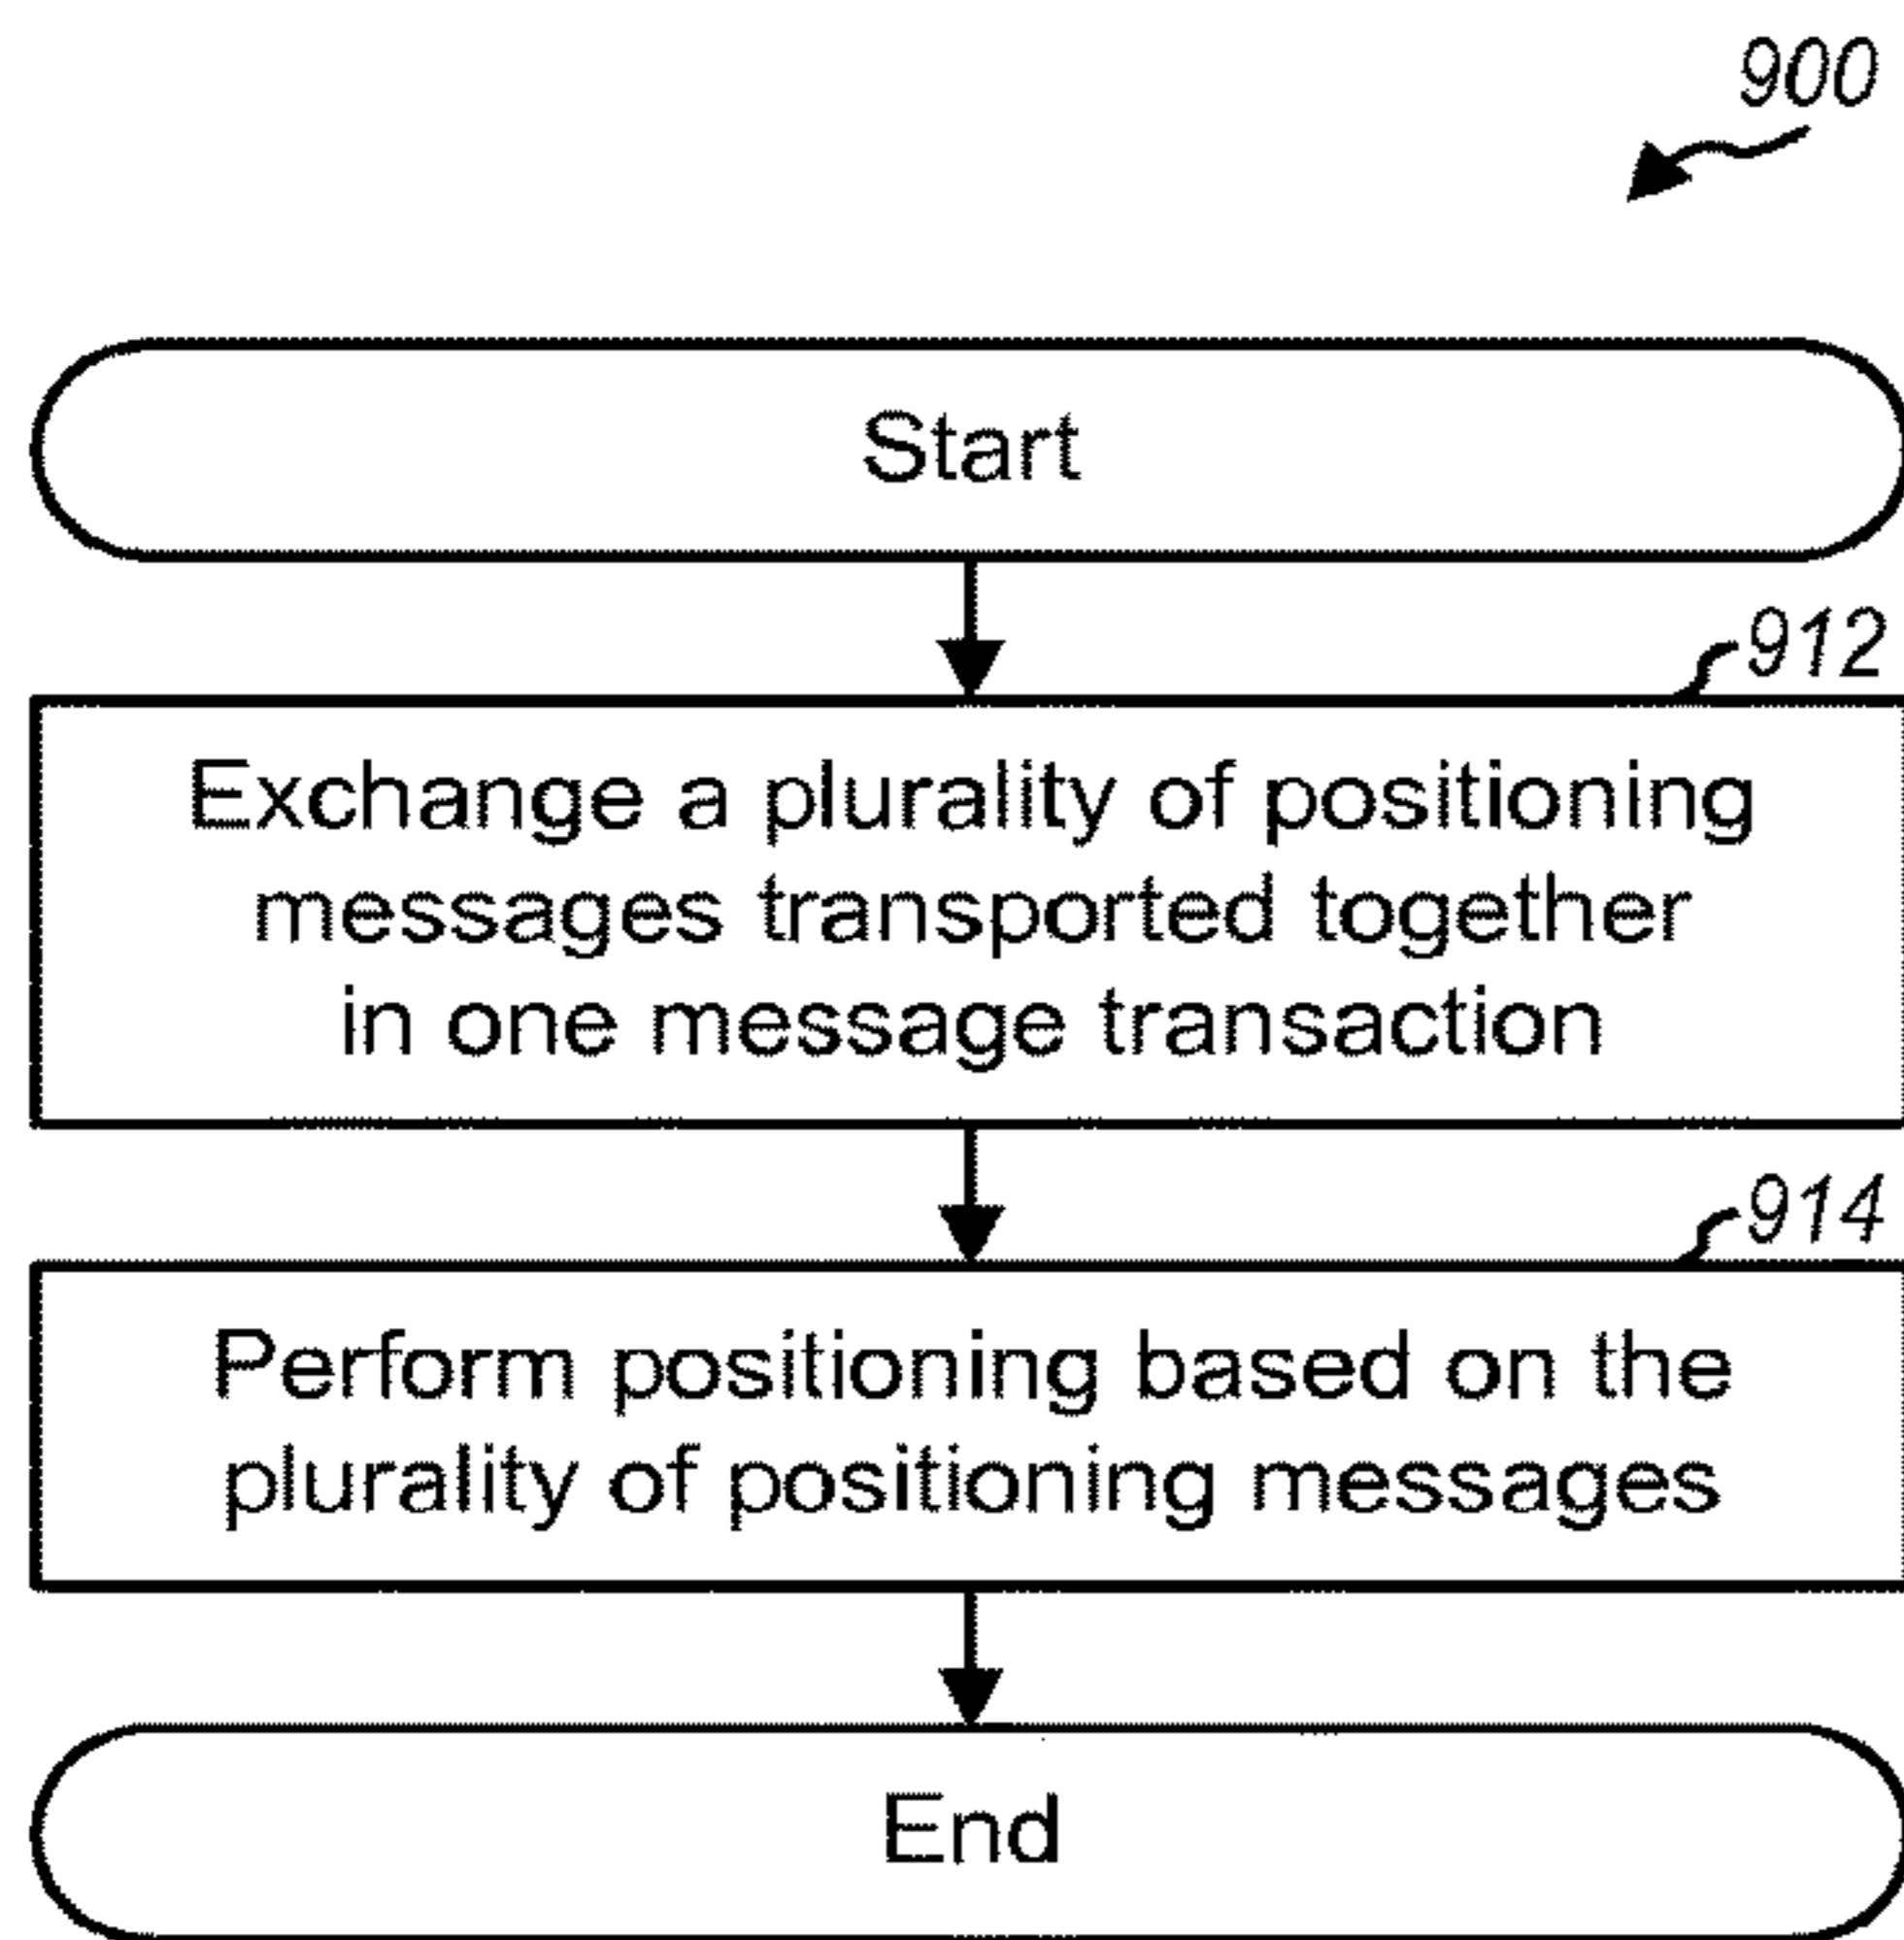 900
Start
912
Exchange a plurality of positioning
messages transported together
in one message transaction
914
Perform positioning based on the
plurality of positioning messages
End